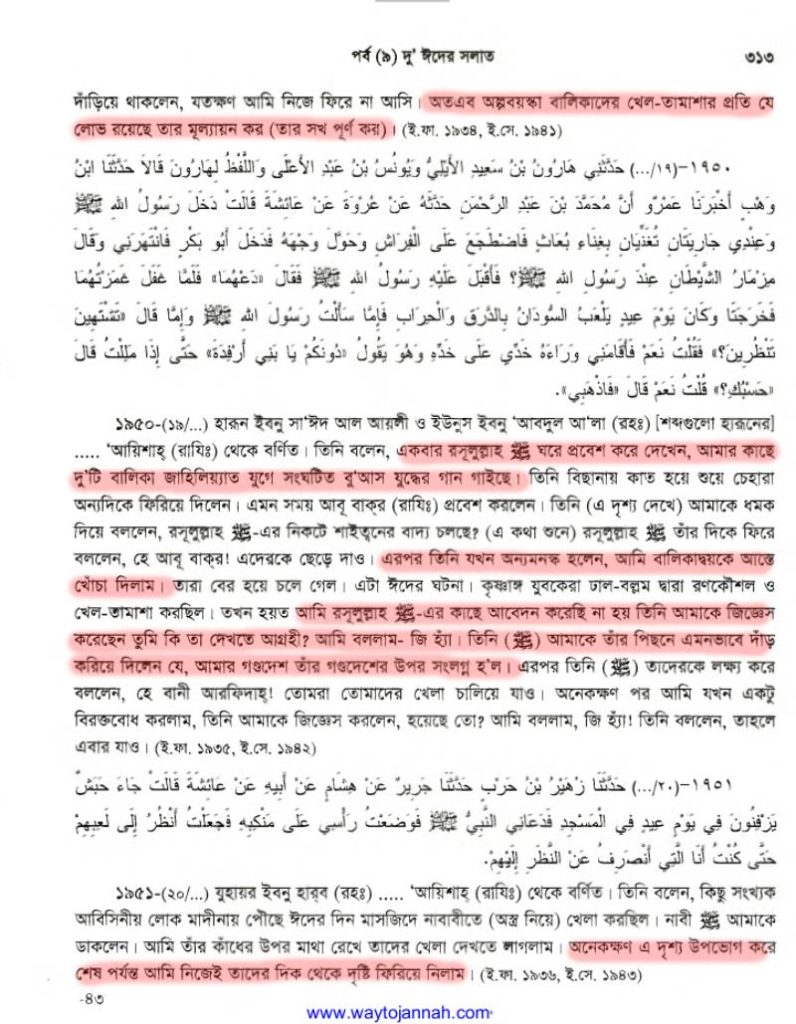 পর্ব (৯) দু' ঈদের সলাত ৩১৩
দাঁড়িয়ে থাকলেন, যতক্ষণ আমি নিজে ফিরে না আসি। অতএব অল্পবয়স্কা বালিকাদের খেল-তামাশার প্রতি যে
লোভ রয়েছে তার মূল্যায়ন কর (তার সখ পূর্ণ কর)। (ই.ফা. ১৯৩৪, ই.সে. ১৯৪১)
١٩٥٠-(١٩/...) حَدَّثَنِي هَارُونُ بْنُ سَعِيدٍ الأَيْلِيُّ وَيُونُسُ بْنُ عَبْدِ الأَعْلَى وَاللَّفْظُ لِهَارُونَ قَالاَ حَدَّثَنَا ابْنُ
وَهْبٍ أَخْبَرَنَا عَمْرٌو أَنَّ مُحَمَّدَ بْنَ عَبْدِ الرَّحْمَنِ حَدَّثَهُ عَنْ عُرْوَةَ عَنْ عَائِشَةَ قَالَتْ دَخَلَ رَسُولُ اللهِ ﷺ
وَعِنْدِي جَارِيَتَانِ تُغَنِّيَانِ بِغِنَاءِ بُعَاثٍ فَاضْطَجَعَ عَلَى الْفِرَاشِ وَحَوَّلَ وَجْهَهُ فَدَخَلَ أَبُو بَكْرٍ فَانْتَهَرَنِي وَقَالَ
مِزْمَارُ الشَّيْطَانِ عِنْدَ رَسُولِ اللهِ ﷺ؟ فَأَقْبَلَ عَلَيْهِ رَسُولُ اللهِ ﷺ فَقَالَ «دَعْهُمَا» فَلَمَّا غَفَلَ غَمَزْتُهُمَا
فَخَرَجَتَا وَكَانَ يَوْمَ عِيدٍ يَلْعَبُ السُّودَانُ بِالدَّرَقِ وَالْحِرَابِ فَإِمَّا سَأَلْتُ رَسُولَ اللهِ ﷺ وَإِمَّا قَالَ «تَشْتَهِينَ
تَنْظُرِينَ؟» فَقُلْتُ نَعَمْ فَأَقَامَنِي وَرَاءَهُ خَدِّي عَلَى خَدِّهِ وَهُوَ يَقُولُ «دُونَكُمْ يَا بَنِي أَرْفِدَةَ» حَتَّى إِذَا مَلِلْتُ قَالَ
«حَسْبُكِ؟» قُلْتُ نَعَمْ قَالَ «فَاذْهَبِي».
১৯৫০-(১৯/...) হারূন ইবনু সা'ঈদ আল আয়লী ও ইউনুস ইবনু 'আবদুল আ'লা (রহঃ) [শব্দগুলো হারূনের]
..... 'আয়িশাহ্ (রাযিঃ) থেকে বর্ণিত। তিনি বলেন, একবার রসূলুল্লাহ ﷺ ঘরে প্রবেশ করে দেখেন, আমার কাছে
দু'টি বালিকা জাহিলিয়্যাত যুগে সংঘটিত বু'আস যুদ্ধের গান গাইছে। তিনি বিছানায় কাত হয়ে শুয়ে চেহারা
অন্যদিকে ফিরিয়ে দিলেন। এমন সময় আবূ বাক্‌র (রাযিঃ) প্রবেশ করলেন। তিনি (এ দৃশ্য দেখে) আমাকে ধমক
দিয়ে বললেন, রসূলুল্লাহ ﷺ-এর নিকটে শাইত্বনের বাদ্য চলছে? (এ কথা শুনে) রসূলুল্লাহ ﷺ তাঁর দিকে ফিরে
বললেন, হে আবূ বাক্‌র! এদেরকে ছেড়ে দাও। এরপর তিনি যখন অন্যমনস্ক হলেন, আমি বালিকাদ্বয়কে আস্তে
খোঁচা দিলাম। তারা বের হয়ে চলে গেল। এটা ঈদের ঘটনা। কৃষ্ণাঙ্গ যুবকেরা ঢাল-বল্লম দ্বারা রণকৌশল ও
খেল-তামাশা করছিল। তখন হয়ত আমি রসূলুল্লাহ ﷺ-এর কাছে আবেদন করেছি না হয় তিনি আমাকে জিজ্ঞেস
করেছেন তুমি কি তা দেখতে আগ্রহী? আমি বললাম- জি হ্যাঁ। তিনি (ﷺ) আমাকে তাঁর পিছনে এমনভাবে দাঁড়
করিয়ে দিলেন যে, আমার গণ্ডদেশ তাঁর গণ্ডদেশের উপর সংলগ্ন হ'ল। এরপর তিনি (ﷺ) তাদেরকে লক্ষ্য করে
বললেন, হে বানী আরফিদাহ্! তোমরা তোমাদের খেলা চালিয়ে যাও। অনেকক্ষণ পর আমি যখন একটু
বিরক্তবোধ করলাম, তিনি আমাকে জিজ্ঞেস করলেন, হয়েছে তো? আমি বললাম, জি হ্যাঁ! তিনি বললেন, তাহলে
এবার যাও। (ই.ফা. ১৯৩৫, ই.সে. ১৯৪২)
١٩٥١-(٢٠/...) حَدَّثَنَا زُهَيْرُ بْنُ حَرْبٍ حَدَّثَنَا جَرِيرٌ عَنْ هِشَامٍ عَنْ أَبِيهِ عَنْ عَائِشَةَ قَالَتْ جَاءَ حَبَشٌ
يَزْفِنُونَ فِي يَوْمِ عِيدٍ فِي الْمَسْجِدِ فَدَعَانِي النَّبِيُّ ﷺ فَوَضَعْتُ رَأْسِي عَلَى مَنْكِبِهِ فَجَعَلْتُ أَنْظُرُ إِلَى لَعِبِهِمْ
حَتَّى كُنْتُ أَنَا الَّتِي أَنْصَرِفُ عَنِ النَّظَرِ إِلَيْهِمْ.
১৯৫১-(২০/...) যুহায়র ইবনু হারব (রহঃ) ..... 'আয়িশাহ্ (রাযিঃ) থেকে বর্ণিত। তিনি বলেন, কিছু সংখ্যক
আবিসিনীয় লোক মাদীনায় পৌছে ঈদের দিন মাসজিদে নাবাবীতে (অস্ত্র নিয়ে) খেলা করছিল। নাবী ﷺ আমাকে
ডাকলেন। আমি তাঁর কাঁধের উপর মাথা রেখে তাদের খেলা দেখতে লাগলাম। অনেকক্ষণ এ দৃশ্য উপভোগ করে
শেষ পর্যন্ত আমি নিজেই তাদের দিক থেকে দৃষ্টি ফিরিয়ে নিলাম। (ই.ফা. ১৯৩৬, ই.সে. ১৯৪৩)
-৪৩
www.waytojannah.com